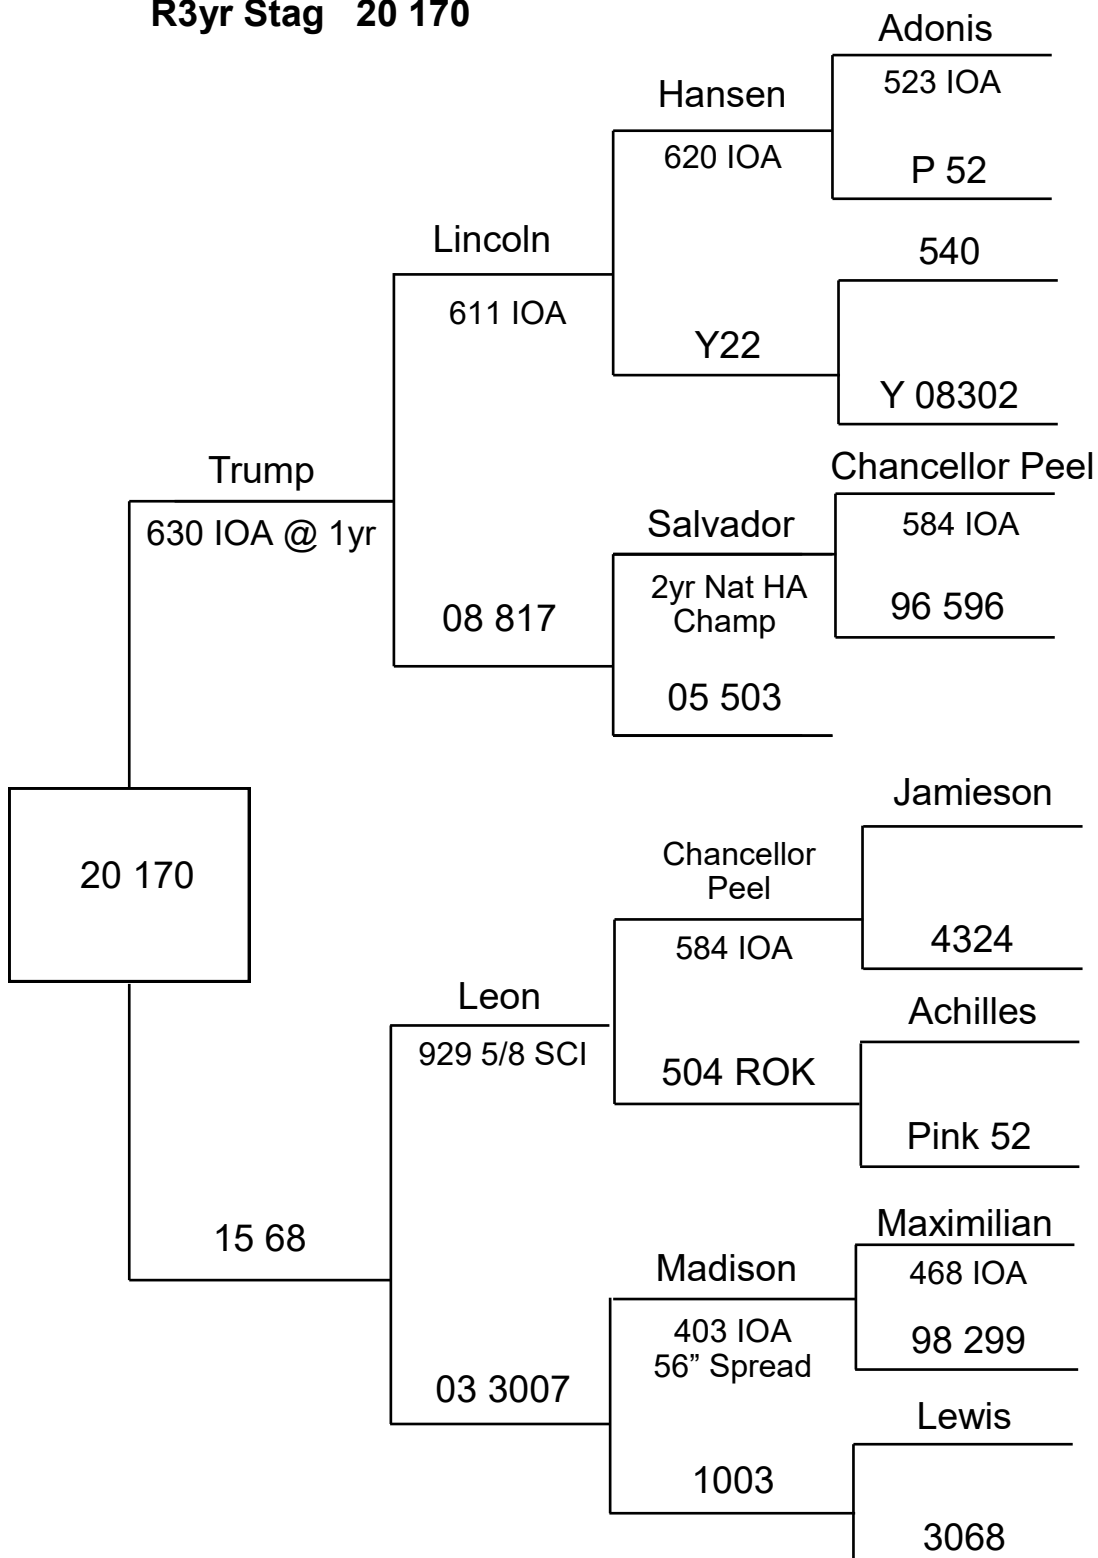 R3yr Stag 20 170
Adonis
523 IOA
Hansen
620 IOA
P 52
Lincoln
611 IOA
540
Y22
Y 08302
Trump
630 IOA @ 1yr
Chancellor Peel
584 IOA
Salvador
2yr Nat HA
Champ
96 596
08 817
05 503
20 170
Jamieson
Chancellor
Peel
584 IOA
4324
Leon
929 5/8 SCI
Achilles
504 ROK
Pink 52
15 68
Maximilian
468 IOA
Madison
403 IOA
56” Spread
98 299
03 3007
Lewis
1003
3068